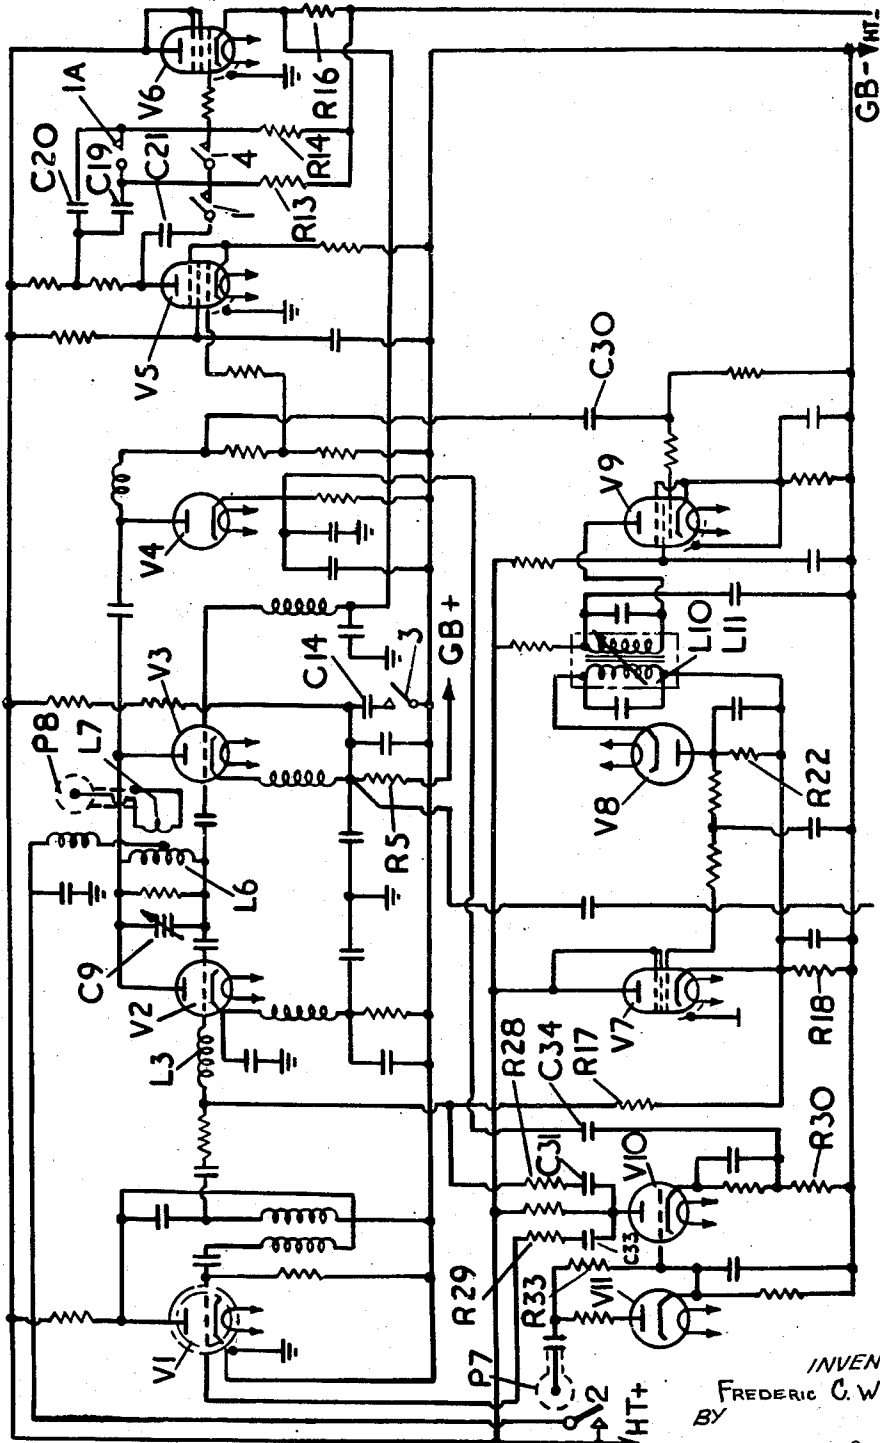 C20
1A
C19
C21
V6
R16
R14
4
1
R13
V5
HT-
GB-
C30
V9
V4
V3
C14
3
GB+
L10
L11
P8
L7
L6
R5
V8
R22
C9
V2
L3
V7
R18
R28
C34
R17
C31
V10
R30
C33
R29
R33
V11
V1
P7
2
HT+
INVEN
FREDERIC C. W
BY